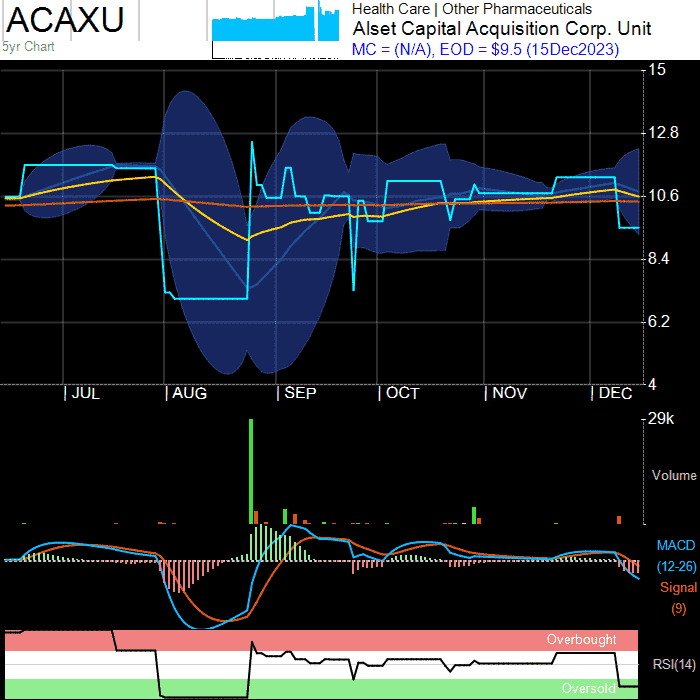 ACAXU
5yr Chart
Health Care | Other Pharmaceuticals
Alset Capital Acquisition Corp. Unit
MC = (N/A), EOD = $9.5 (15Dec2023)
15
12.8
10.6
8.4
6.2
4
| JUL | AUG | SEP | OCT | NOV | DEC
29k
Volume
MACD
(12-26)
Signal
(9)
Overbought
RSI(14)
Oversold